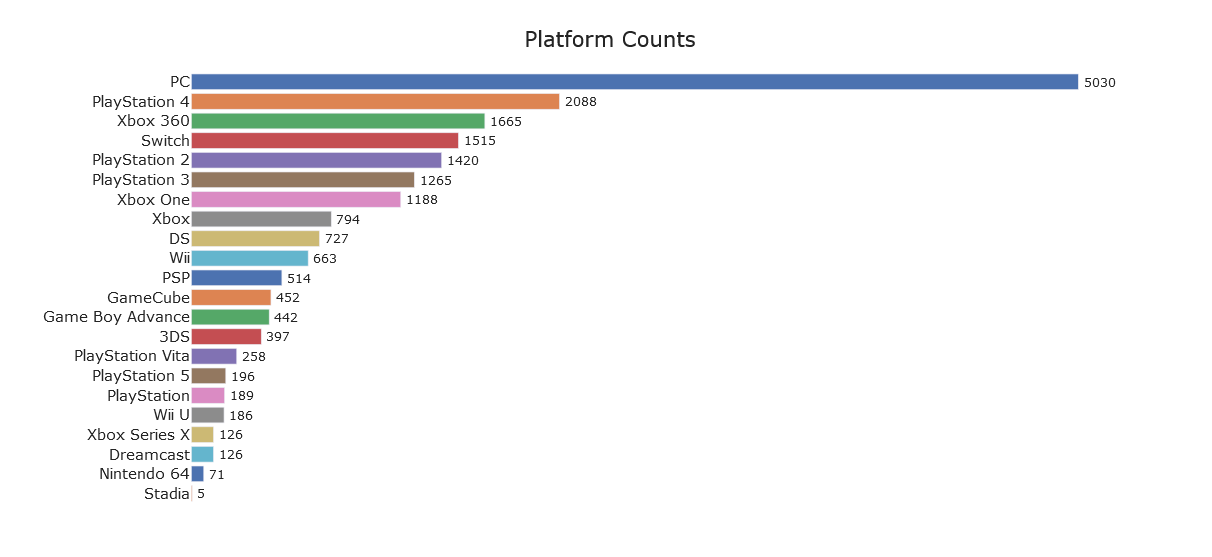 Platform Counts
PC 5030
PlayStation 4 2088
Xbox 360 1665
Switch 1515
PlayStation 2 1420
PlayStation 3 1265
Xbox One 1188
Xbox 794
DS 727
Wii 663
PSP 514
GameCube 452
Game Boy Advance 442
3DS 397
PlayStation Vita 258
PlayStation 5 196
PlayStation 189
Wii U 186
Xbox Series X 126
Dreamcast 126
Nintendo 64 71
Stadia 5